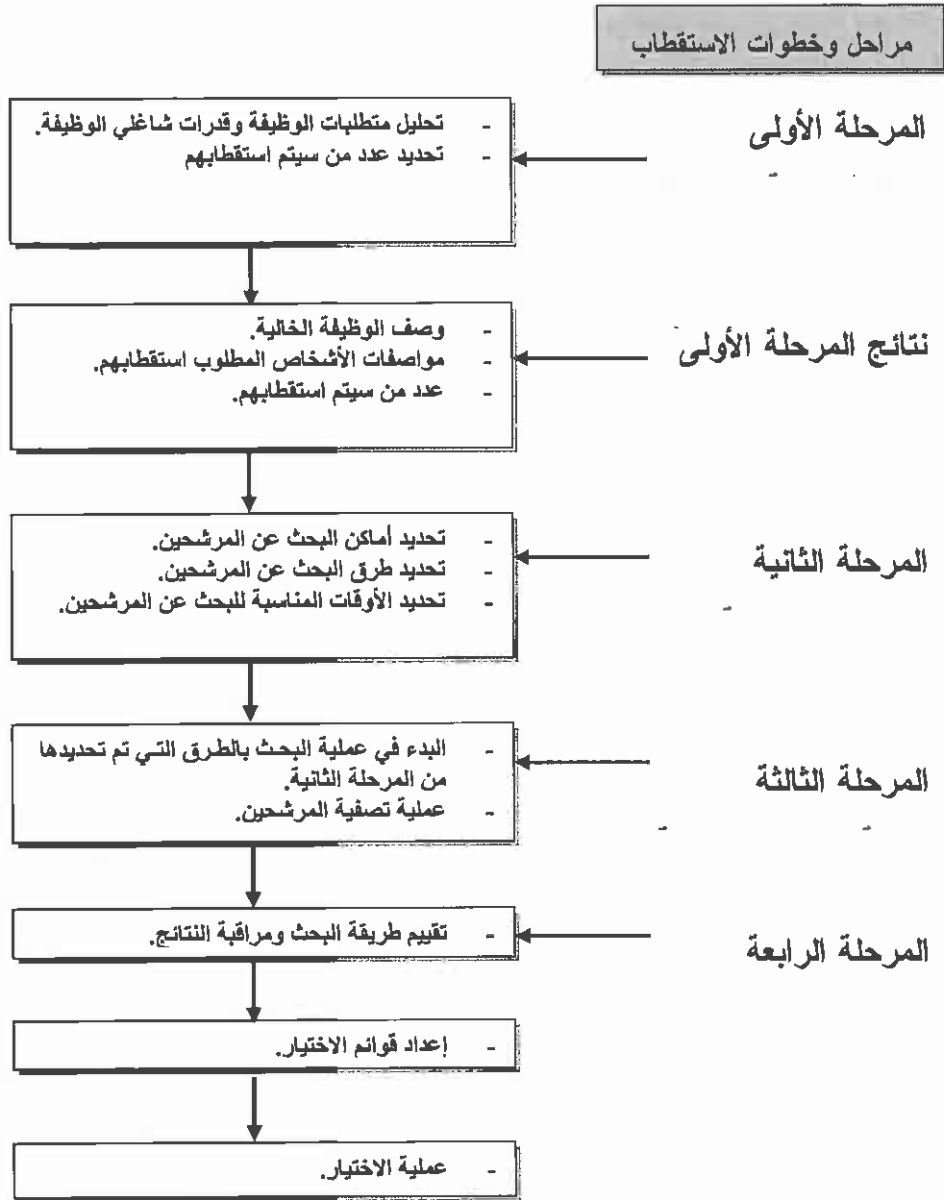 مراحل وخطوات الاستقطاب
المرحلة الأولى
- تحليل متطلبات الوظيفة وقدرات شاغلي الوظيفة.
- تحديد عدد من سيتم استقطابهم
نتائج المرحلة الأولى
- وصف الوظيفة الخالية.
- مواصفات الأشخاص المطلوب استقطابهم.
- عدد من سيتم استقطابهم.
المرحلة الثانية
- تحديد أماكن البحث عن المرشحين.
- تحديد طرق البحث عن المرشحين.
- تحديد الأوقات المناسبة للبحث عن المرشحين.
المرحلة الثالثة
- البدء في عملية البحث بالطرق التي تم تحديدها
من المرحلة الثانية.
- عملية تصفية المرشحين.
المرحلة الرابعة
- تقييم طريقة البحث ومراقبة النتائج.
- إعداد قوائم الاختيار.
- عملية الاختيار.